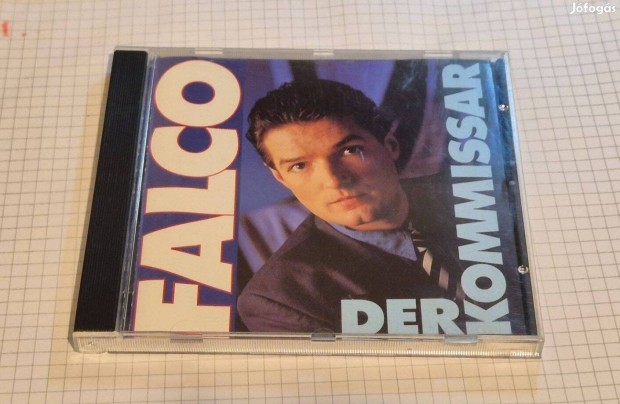 Jófogás
FALCO
DER
KOMMISSAR